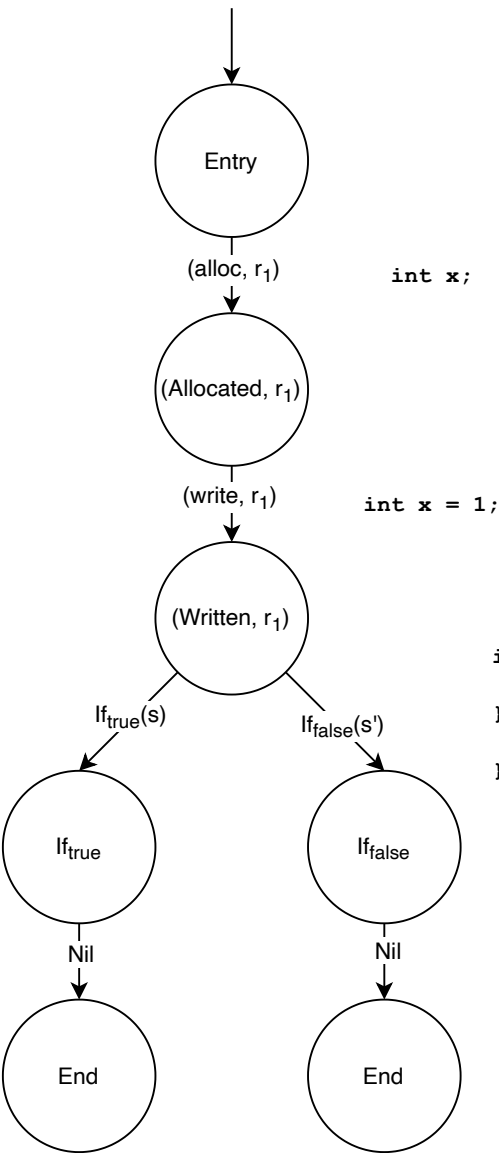 Entry
(alloc, r1)
int x;
(Allocated, r1)
(write, r1)
int x = 1;
(Written, r1)
Iftrue(s)
Iffalse(s')
Iftrue
Iffalse
Nil
Nil
End
End